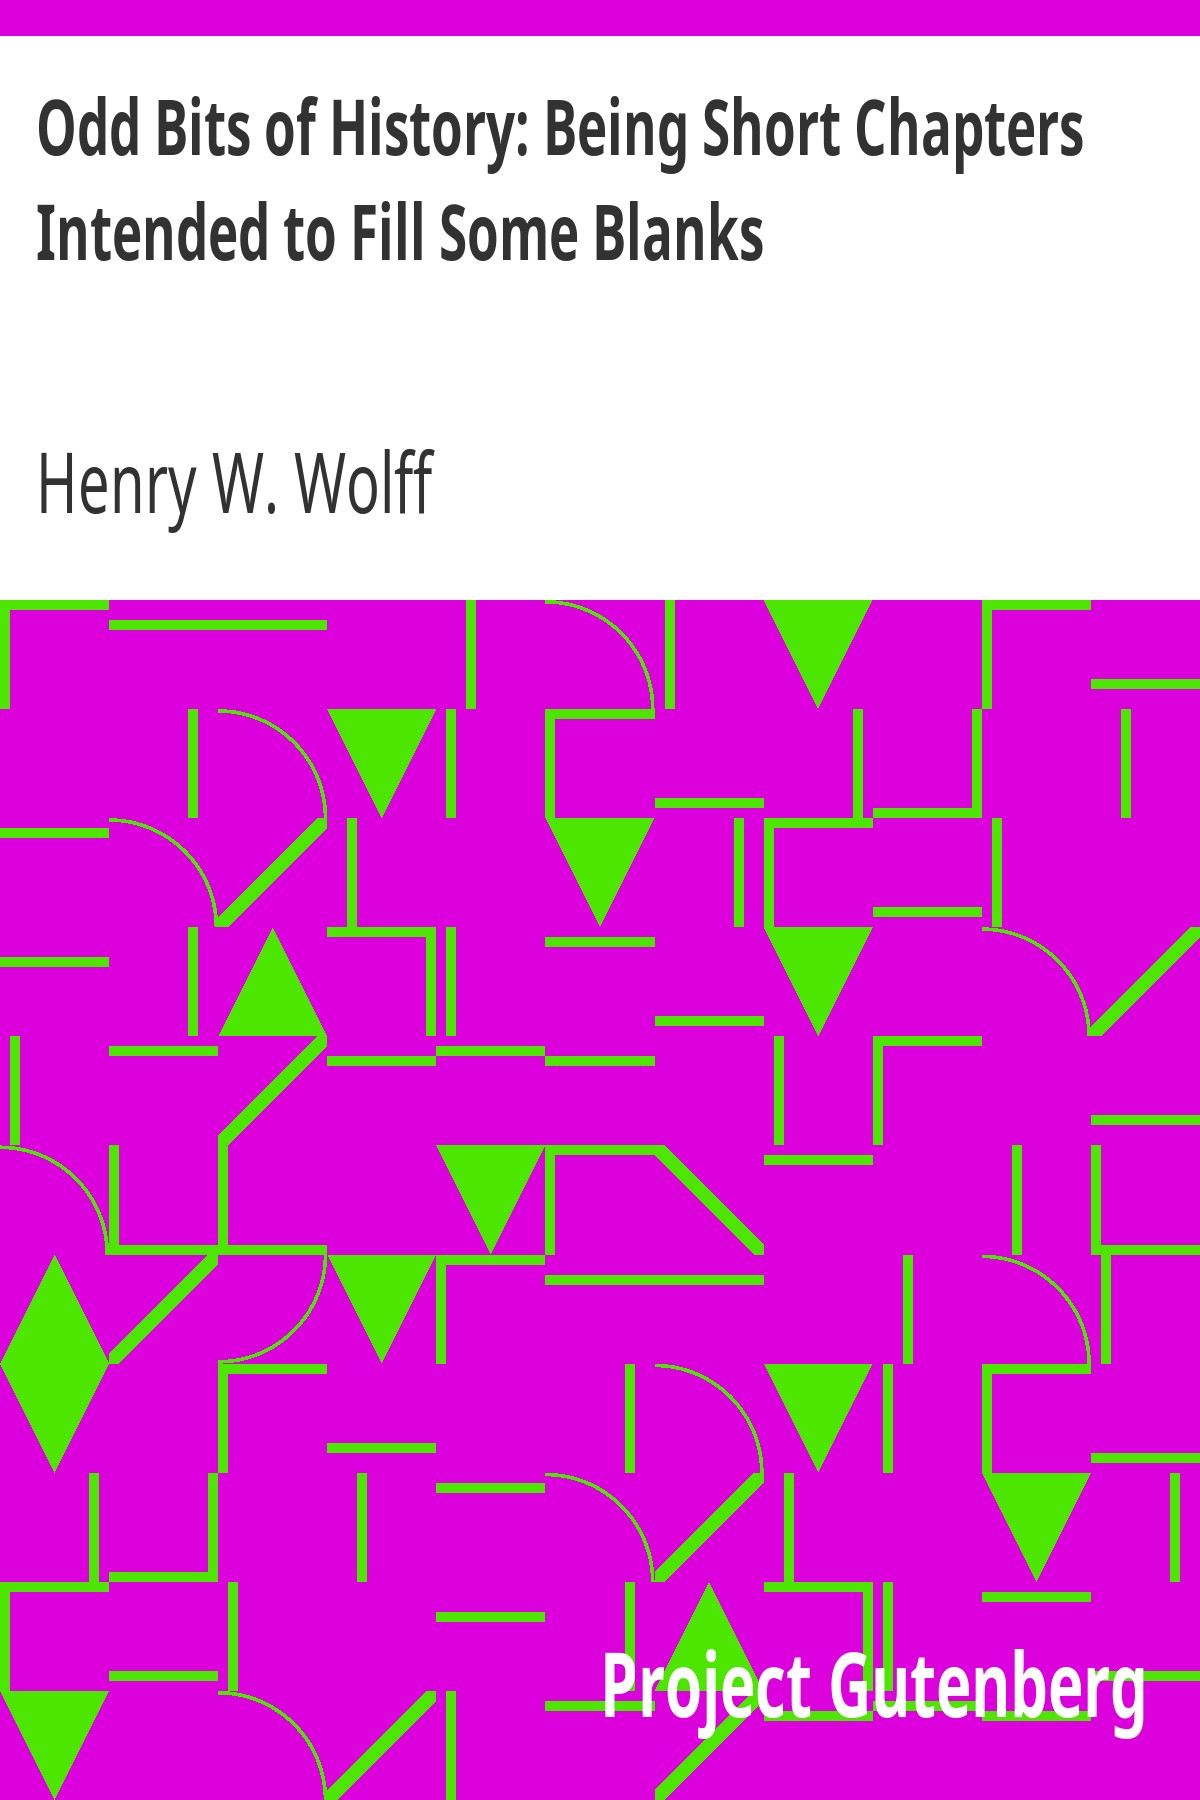 Odd Bits of History: Being Short Chapters
Intended to Fill Some Blanks
Henry W. Wolff
Project Gutenberg